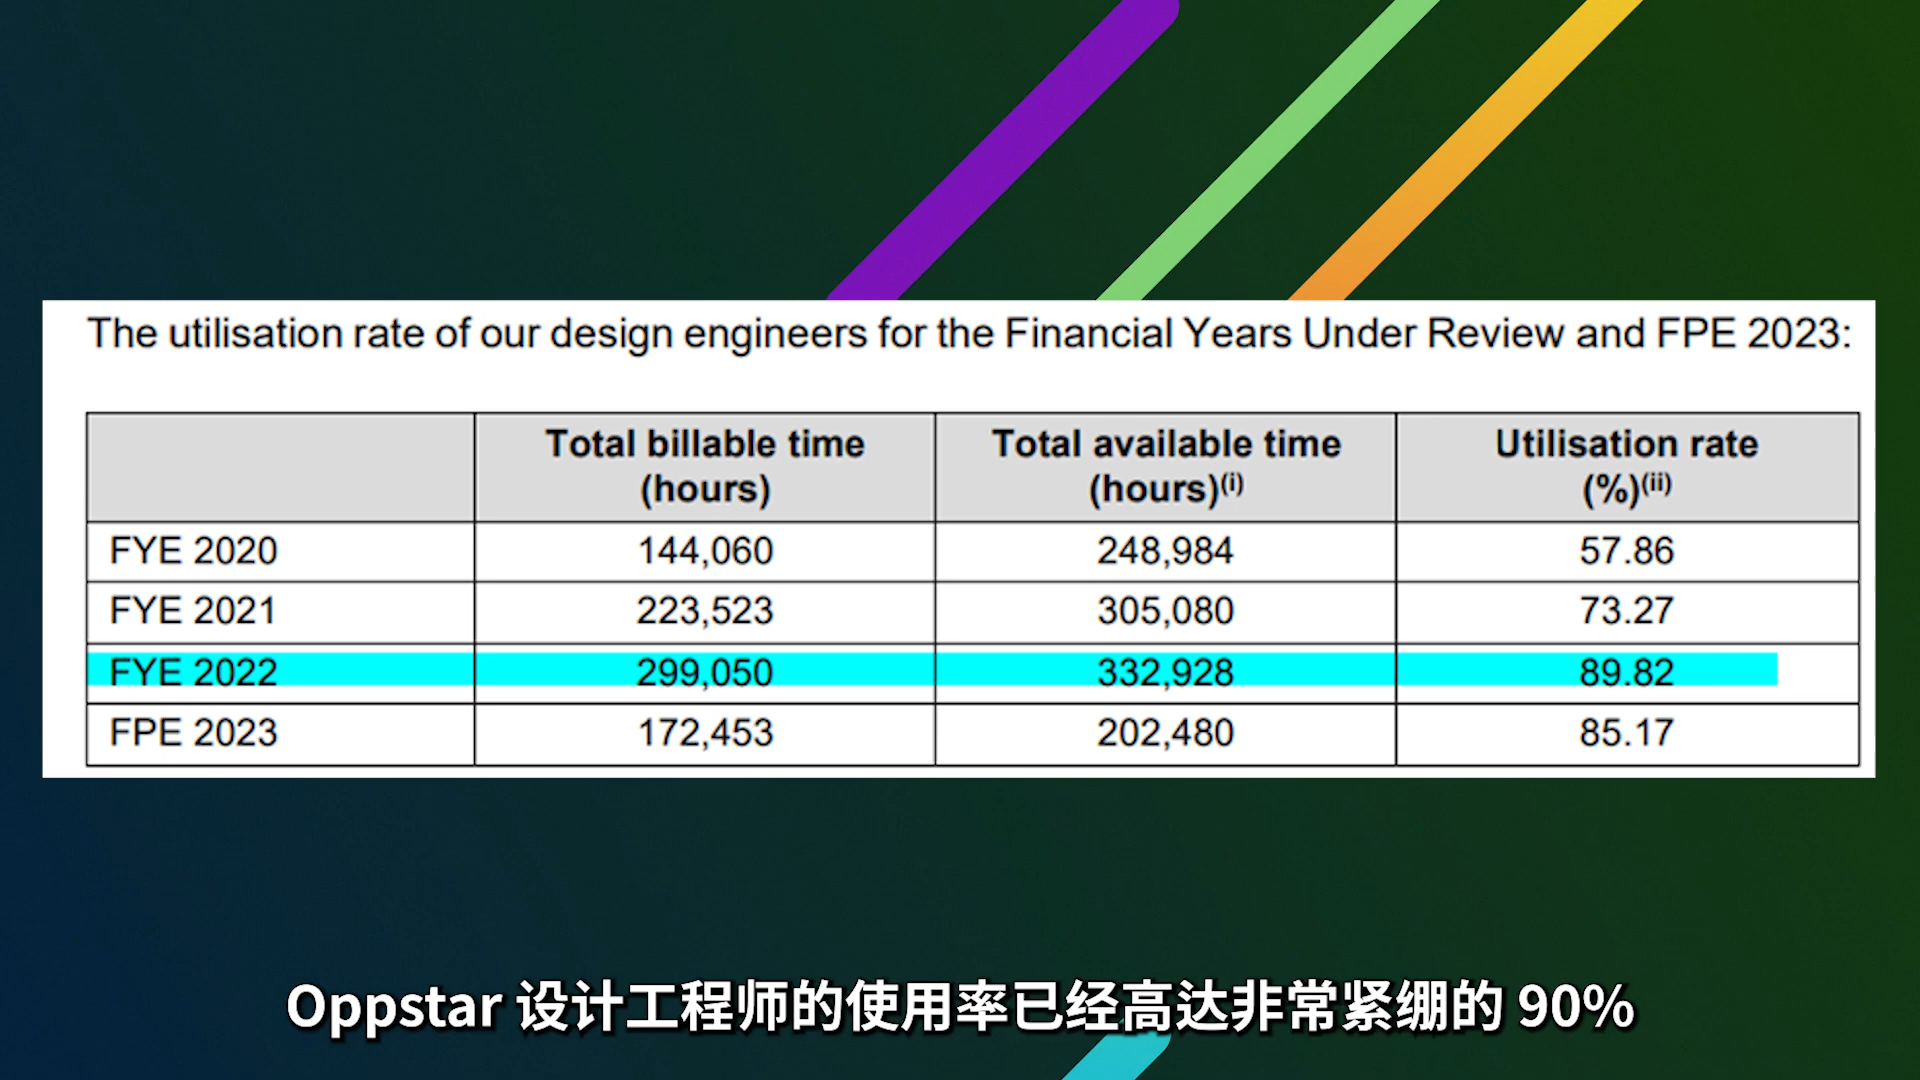 The utilisation rate of our design engineers for the Financial Years Under Review and FPE 2023:
Total billable time (hours) Total available time (hours)(i) Utilisation rate (%)(ii)
FYE 2020 144,060 248,984 57.86
FYE 2021 223,523 305,080 73.27
FYE 2022 299,050 332,928 89.82
FPE 2023 172,453 202,480 85.17
Oppstar 设计工程师的使用率已经高达非常紧绷的 90%